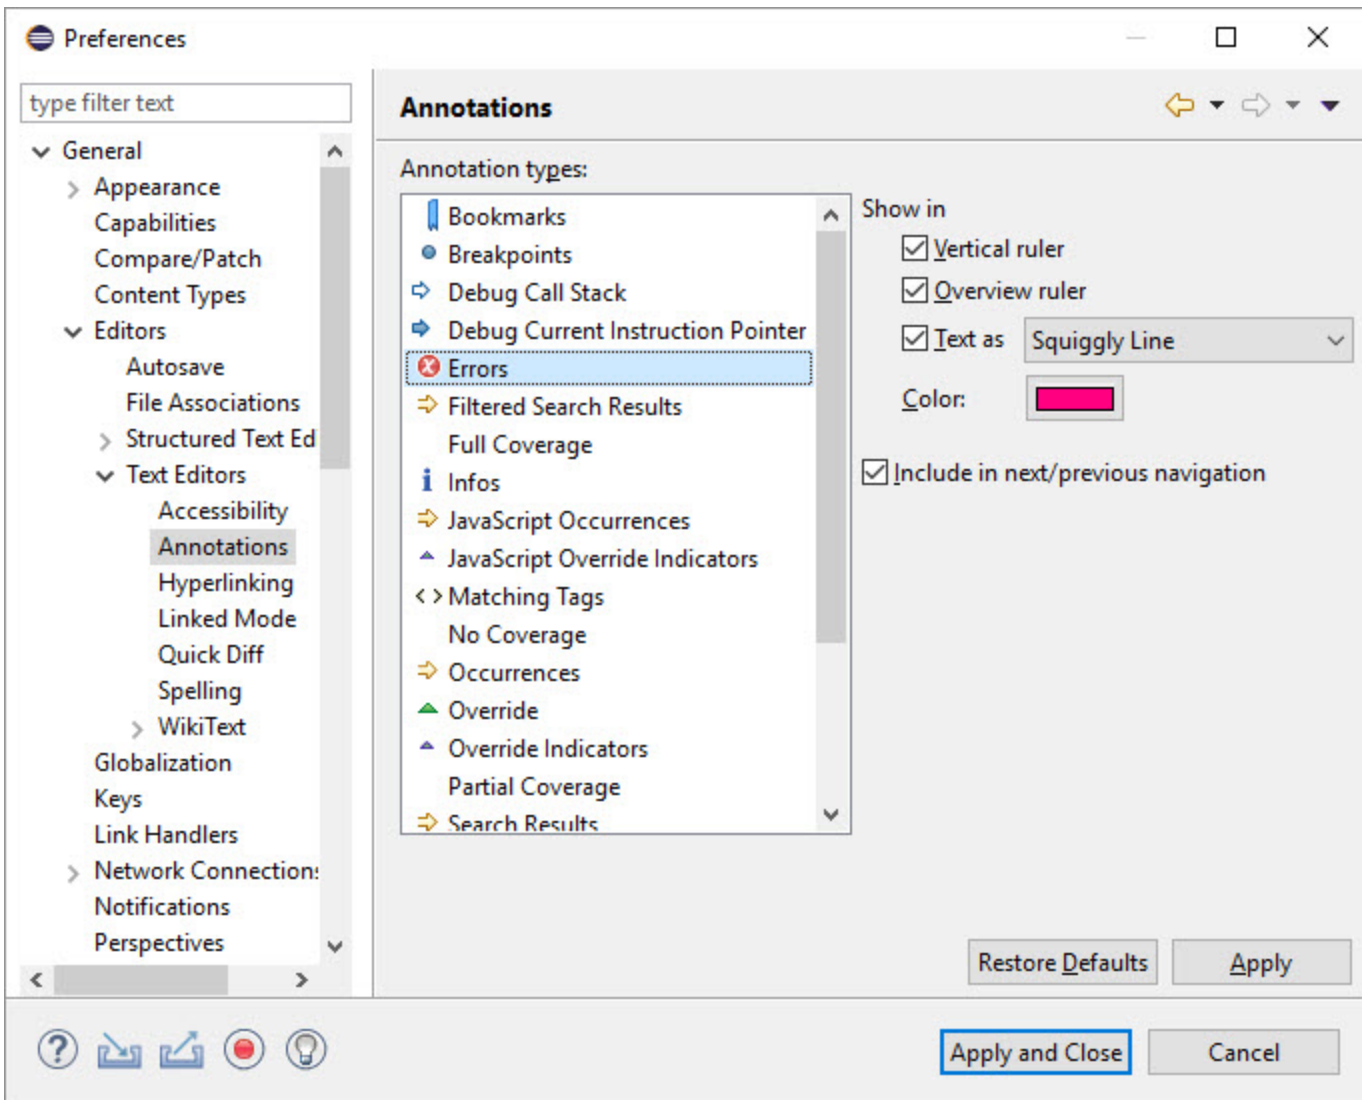 Preferences
type filter text
General
Appearance
Capabilities
Compare/Patch
Content Types
Editors
Autosave
File Associations
Structured Text Ed
Text Editors
Accessibility
Annotations
Hyperlinking
Linked Mode
Quick Diff
Spelling
WikiText
Globalization
Keys
Link Handlers
Network Connections
Notifications
Perspectives
Annotations
Annotation types:
Bookmarks
Breakpoints
Debug Call Stack
Debug Current Instruction Pointer
Errors
Filtered Search Results
Full Coverage
Infos
JavaScript Occurrences
JavaScript Override Indicators
Matching Tags
No Coverage
Occurrences
Override
Override Indicators
Partial Coverage
Search Results
Show in
Vertical ruler
Overview ruler
Text as Squiggly Line
Color:
Include in next/previous navigation
Restore Defaults Apply
Apply and Close Cancel